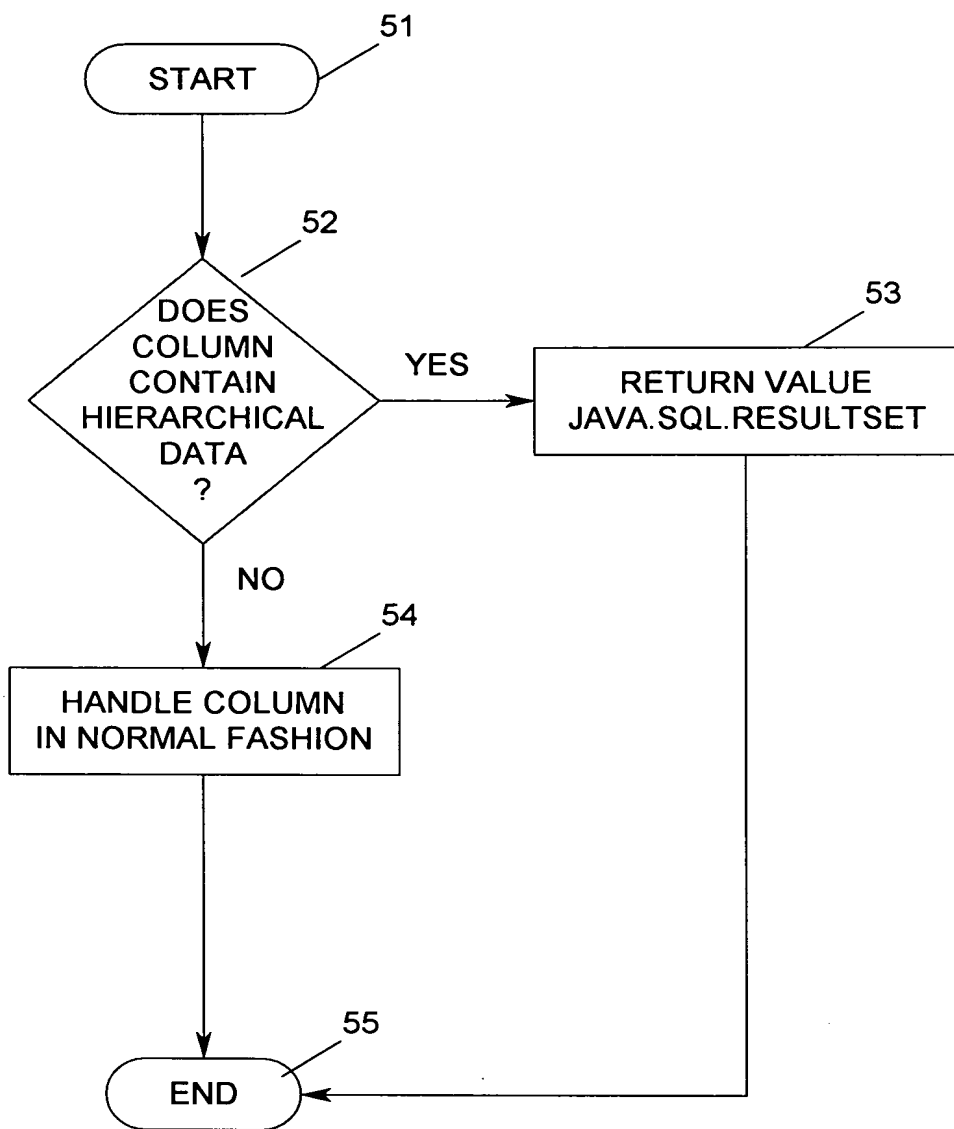 51
START
52
DOES
COLUMN
CONTAIN
HIERARCHICAL
DATA
?
YES
53
RETURN VALUE
JAVA.SQL.RESULTSET
NO
54
HANDLE COLUMN
IN NORMAL FASHION
55
END